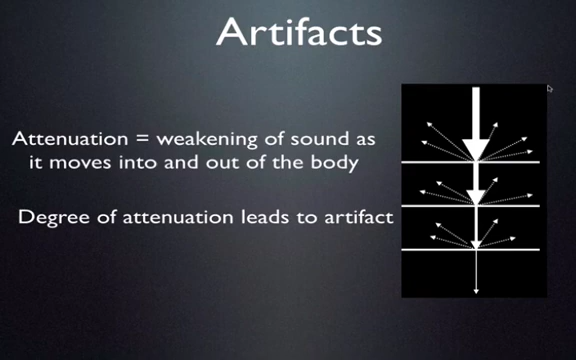 Artifacts
Attenuation = weakening of sound as
it moves into and out of the body
Degree of attenuation leads to artifact